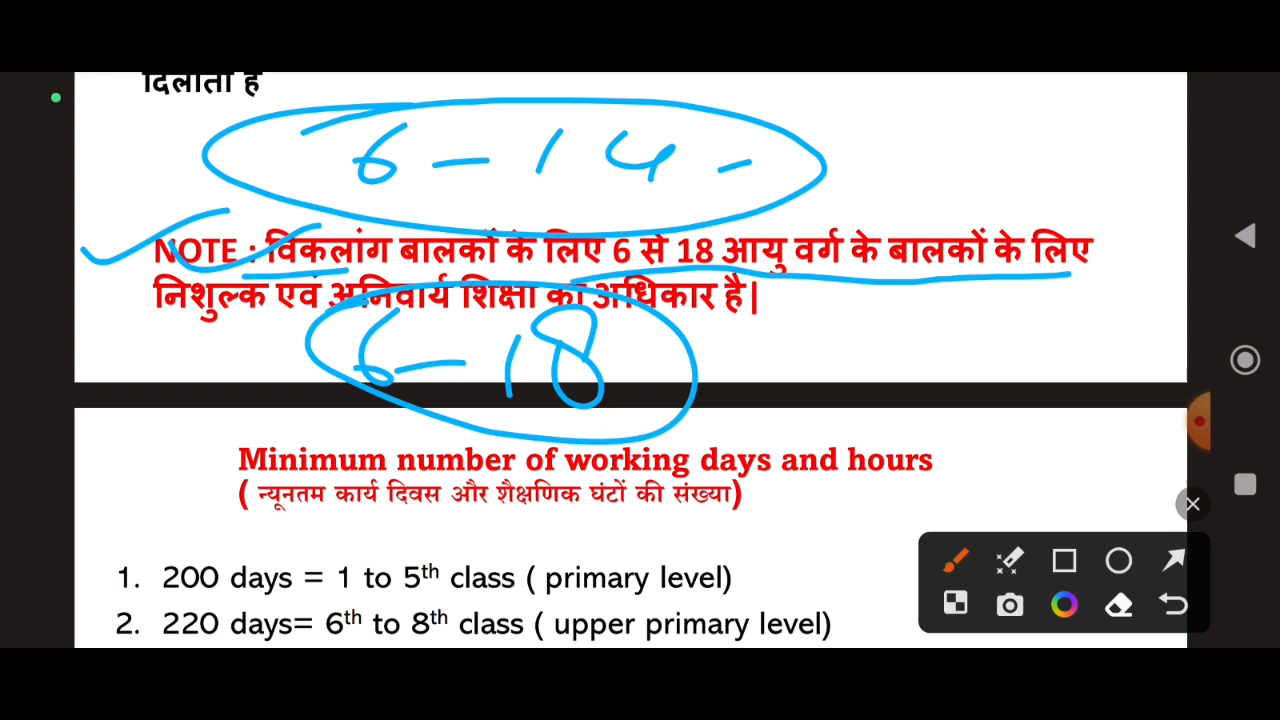 दिलाता है
6 - 14 -
NOTE : विकलांग बालकों के लिए 6 से 18 आयु वर्ग के बालकों के लिए
निशुल्क एवं अनिवार्य शिक्षा का अधिकार है|
6 - 18
Minimum number of working days and hours
( न्यूनतम कार्य दिवस और शैक्षणिक घंटों की संख्या)
1. 200 days = 1 to 5th class ( primary level)
2. 220 days= 6th to 8th class ( upper primary level)